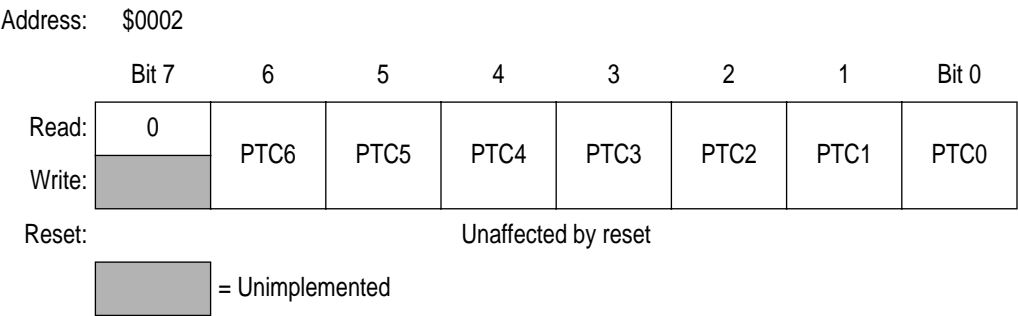 Address: $0002
Bit 7 6 5 4 3 2 1 Bit 0
Read: 0
PTC6 PTC5 PTC4 PTC3 PTC2 PTC1 PTC0
Write:
Reset: Unaffected by reset
= Unimplemented